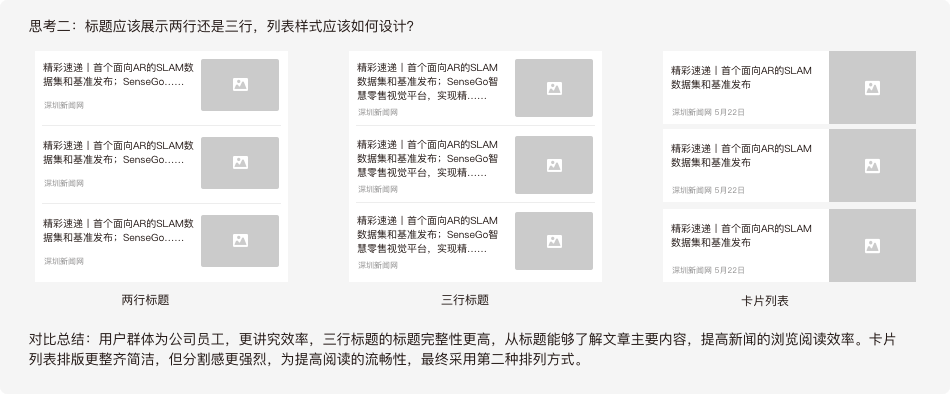 思考二：标题应该展示两行还是三行，列表样式应该如何设计?
精彩速递丨首个面向AR的SLAM数
据集和基准发布；SenseGo……
深圳新闻网
精彩速递丨首个面向AR的SLAM数
据集和基准发布；SenseGo……
深圳新闻网
精彩速递丨首个面向AR的SLAM数
据集和基准发布；SenseGo……
深圳新闻网
两行标题
精彩速递丨首个面向AR的SLAM
数据集和基准发布；SenseGo智
慧零售视觉平台，实现精……
深圳新闻网
精彩速递丨首个面向AR的SLAM
数据集和基准发布；SenseGo智
慧零售视觉平台，实现精……
深圳新闻网
精彩速递丨首个面向AR的SLAM
数据集和基准发布；SenseGo智
慧零售视觉平台，实现精……
深圳新闻网
三行标题
精彩速递丨首个面向AR的SLAM
数据集和基准发布
深圳新闻网 5月22日
精彩速递丨首个面向AR的SLAM
数据集和基准发布
深圳新闻网 5月22日
精彩速递丨首个面向AR的SLAM
数据集和基准发布
深圳新闻网 5月22日
卡片列表
对比总结：用户群体为公司员工，更讲究效率，三行标题的标题完整性更高，从标题能够了解文章主要内容，提高新闻的浏览阅读效率。卡片
列表排版更整齐简洁，但分割感更强烈，为提高阅读的流畅性，最终采用第二种排列方式。